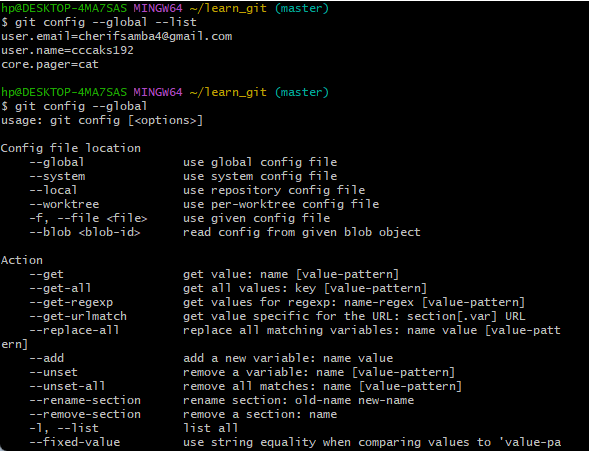 hp@DESKTOP-4MA7SAS MINGW64 ~/learn_git (master)
$ git config --global --list
user.email=cherifsamba4@gmail.com
user.name=cccaks192
core.pager=cat

hp@DESKTOP-4MA7SAS MINGW64 ~/learn_git (master)
$ git config --global
usage: git config [<options>]

Config file location
    --global              use global config file
    --system              use system config file
    --local               use repository config file
    --worktree            use per-worktree config file
    -f, --file <file>     use given config file
    --blob <blob-id>      read config from given blob object

Action
    --get                 get value: name [value-pattern]
    --get-all             get all values: key [value-pattern]
    --get-regexp          get values for regexp: name-regex [value-pattern]
    --get-urlmatch        get value specific for the URL: section[.var] URL
    --replace-all         replace all matching variables: name value [value-patt
ern]
    --add                 add a new variable: name value
    --unset               remove a variable: name [value-pattern]
    --unset-all           remove all matches: name [value-pattern]
    --rename-section      rename section: old-name new-name
    --remove-section      remove a section: name
    -l, --list            list all
    --fixed-value         use string equality when comparing values to 'value-pa